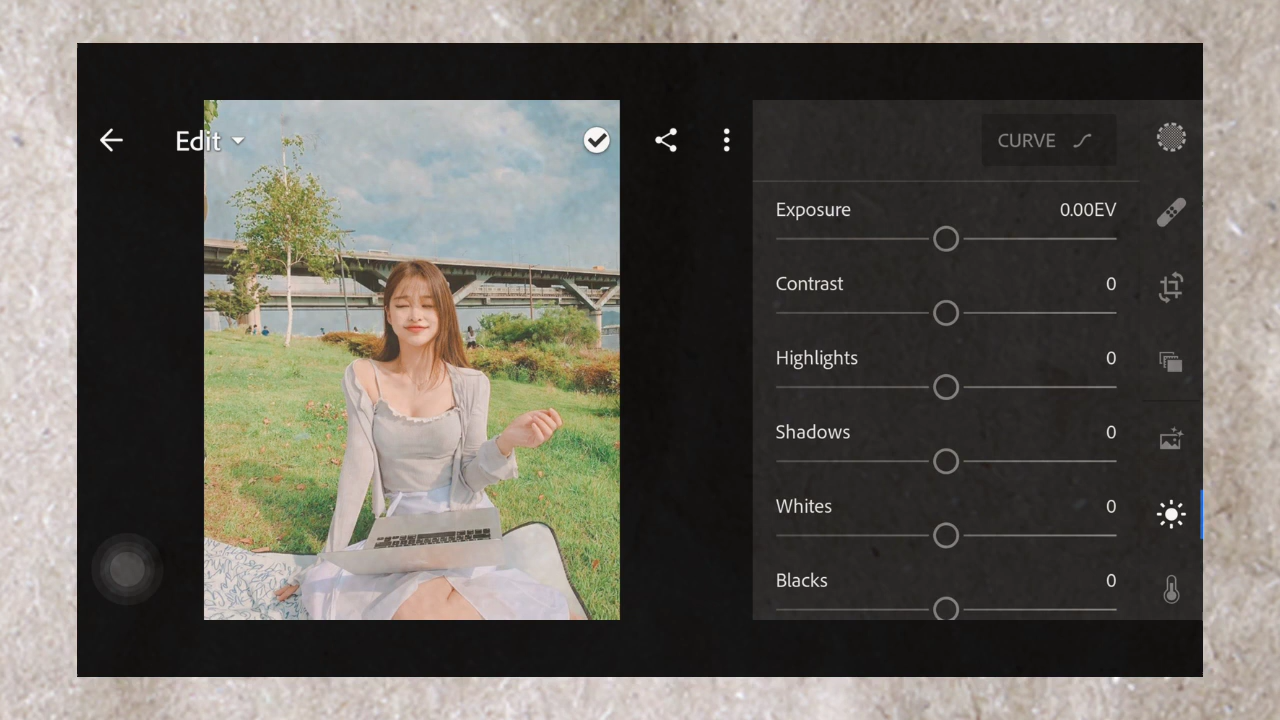 Edit
CURVE
Exposure 0.00EV
Contrast 0
Highlights 0
Shadows 0
Whites 0
Blacks 0